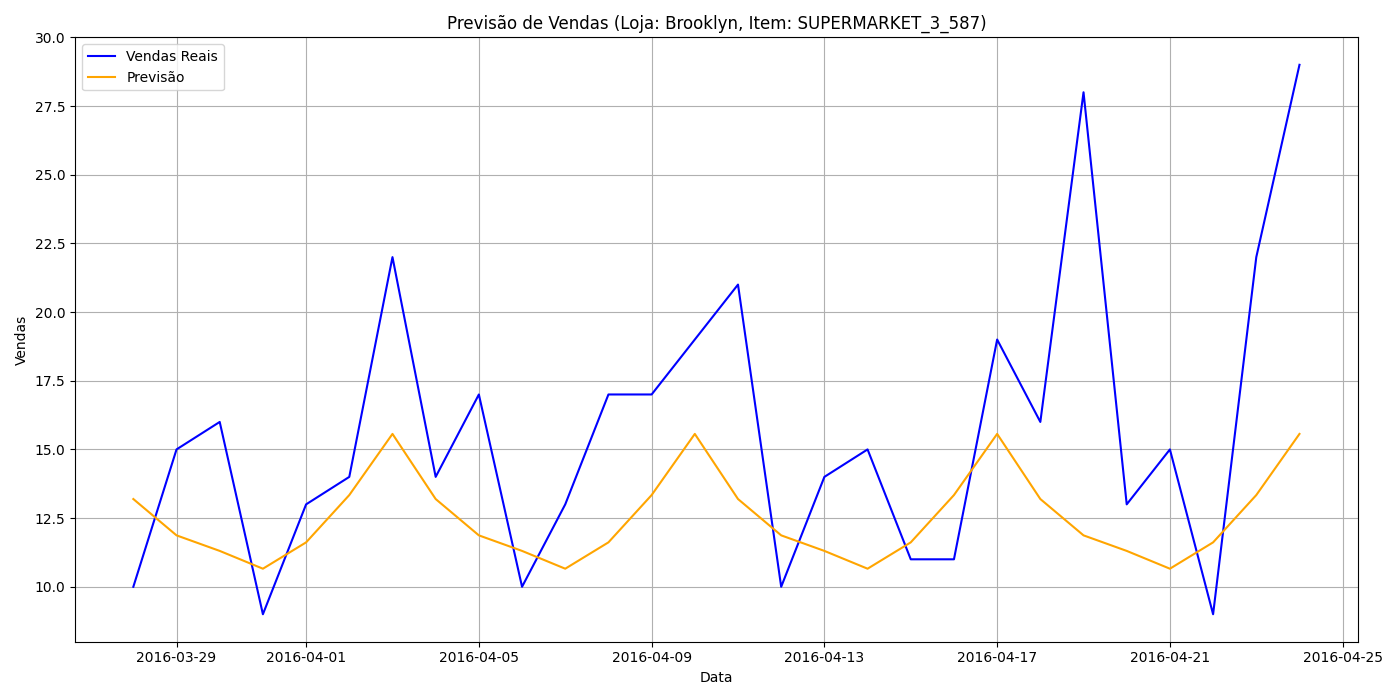 Previsão de Vendas (Loja: Brooklyn, Item: SUPERMARKET_3_587)
Vendas Reais
Previsão
30.0
27.5
25.0
22.5
20.0
17.5
15.0
12.5
10.0
Vendas
2016-03-29 2016-04-01 2016-04-05 2016-04-09 2016-04-13 2016-04-17 2016-04-21 2016-04-25
Data